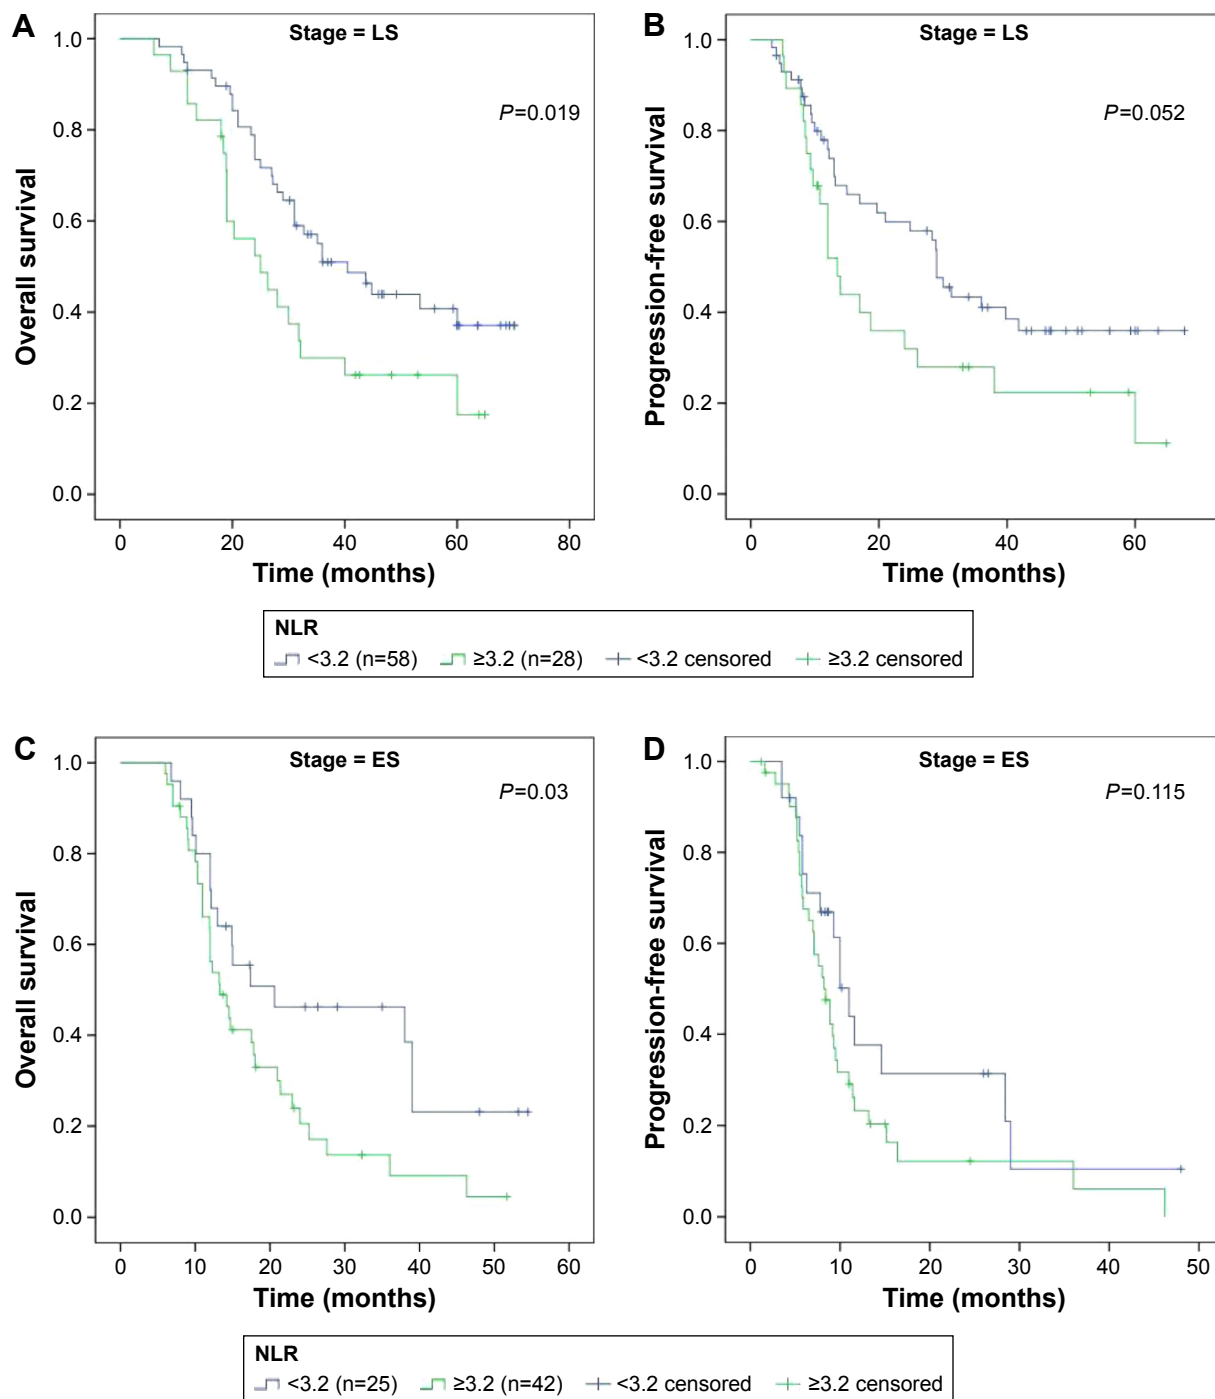 A
Stage = LS
P=0.019
Overall survival
1.0
0.8
0.6
0.4
0.2
0.0
0 20 40 60 80
Time (months)
B
Stage = LS
P=0.052
Progression-free survival
1.0
0.8
0.6
0.4
0.2
0.0
0 20 40 60
Time (months)
NLR
<3.2 (n=58) ≥3.2 (n=28) <3.2 censored ≥3.2 censored
C
Stage = ES
P=0.03
Overall survival
1.0
0.8
0.6
0.4
0.2
0.0
0 10 20 30 40 50 60
Time (months)
D
Stage = ES
P=0.115
Progression-free survival
1.0
0.8
0.6
0.4
0.2
0.0
0 10 20 30 40 50
Time (months)
NLR
<3.2 (n=25) ≥3.2 (n=42) <3.2 censored ≥3.2 censored